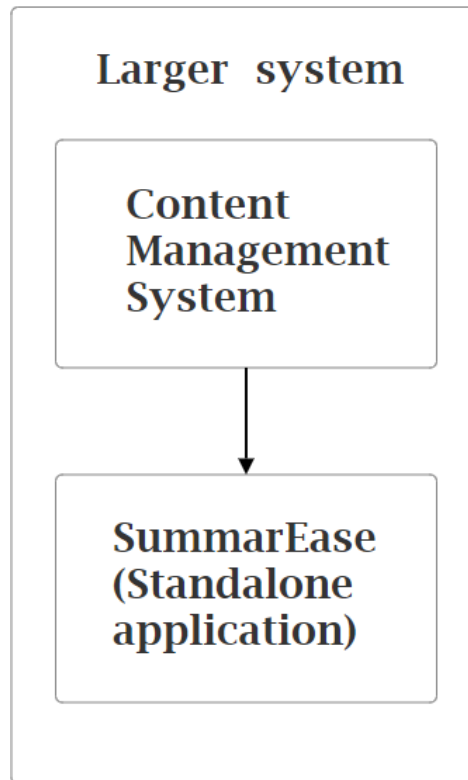 Larger system
Content
Management
System
SummarEase
(Standalone
application)